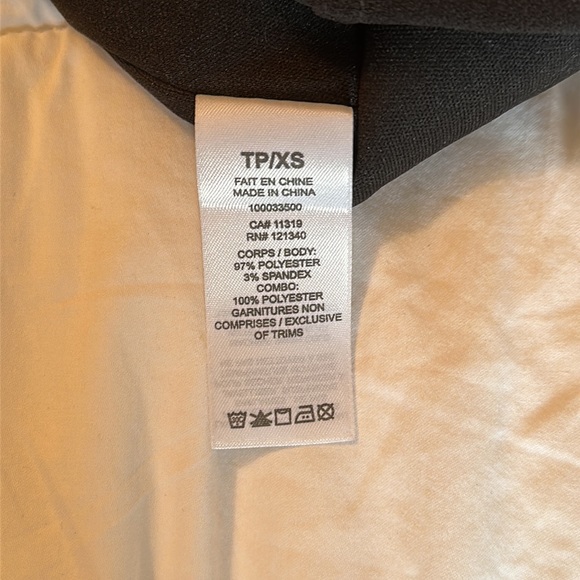 TP/XS
FAIT EN CHINE
MADE IN CHINA
100033500
CA# 11319
RN# 121340
CORPS / BODY:
97% POLYESTER
3% SPANDEX
COMBO:
100% POLYESTER
GARNITURES NON
COMPRISES / EXCLUSIVE
OF TRIMS